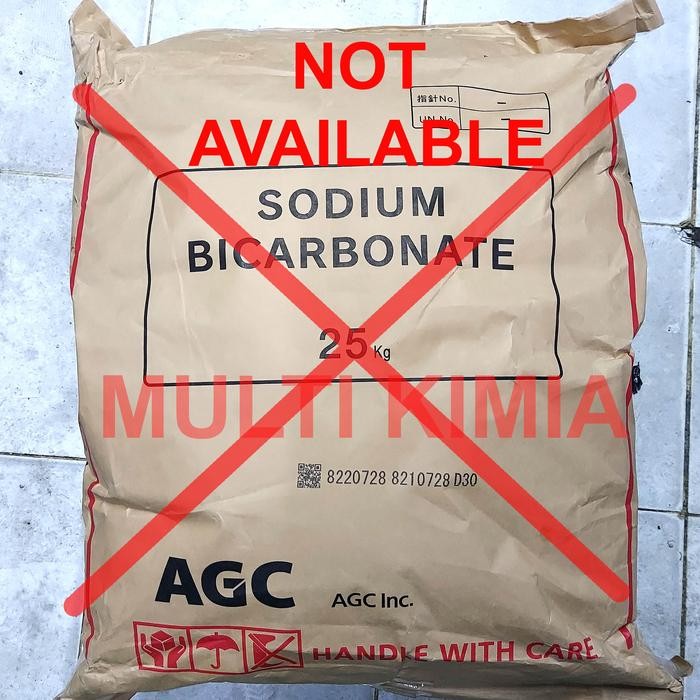 NOT
指針No. -
UN No. -
AVAILABLE
SODIUM
BICARBONATE
25 Kg
MULTI KIMIA
8220728 8210728 D30
AGC AGC Inc.
HANDLE WITH CARE